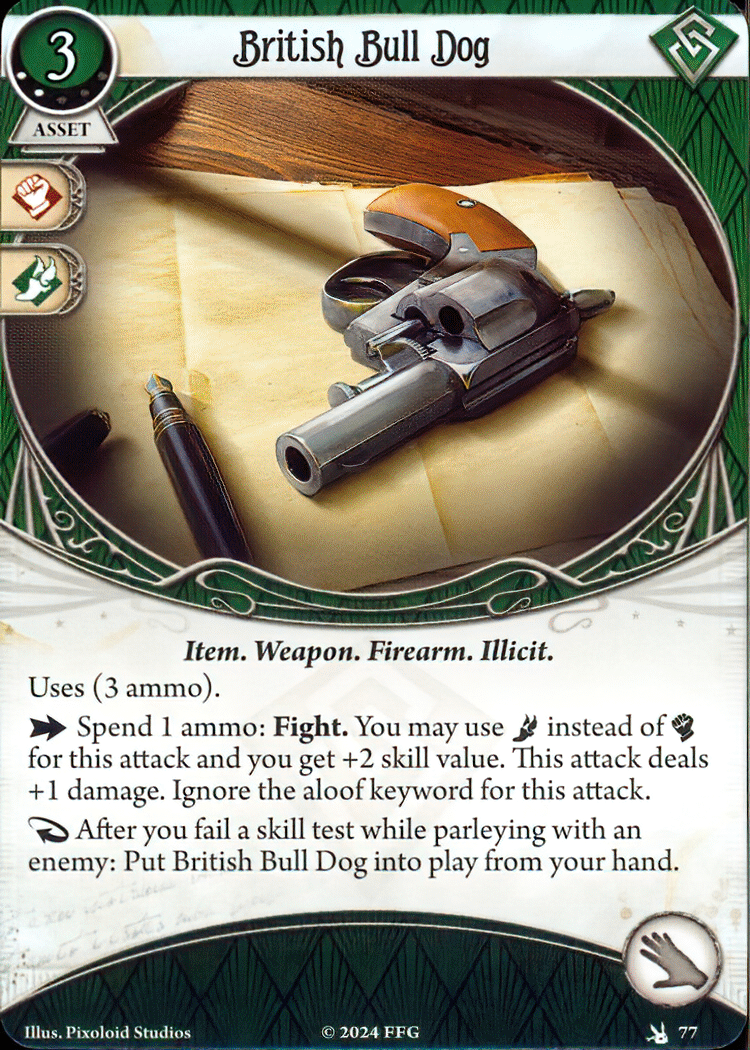 3
British Bull Dog
ASSET
Item. Weapon. Firearm. Illicit.
Uses (3 ammo).
Spend 1 ammo: Fight. You may use instead of
for this attack and you get +2 skill value. This attack deals
+1 damage. Ignore the aloof keyword for this attack.
After you fail a skill test while parleying with an
enemy: Put British Bull Dog into play from your hand.
Illus. Pixoloid Studios
© 2024 FFG
77